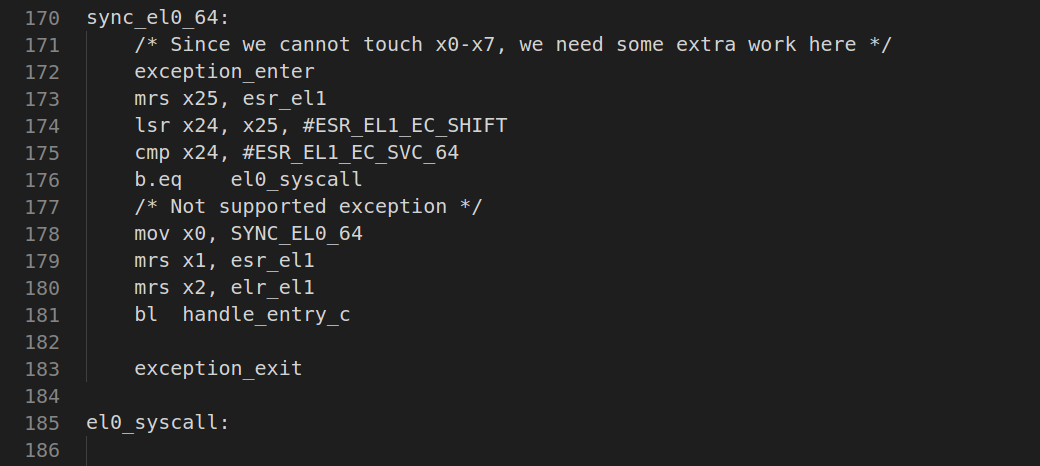 170 sync_el0_64:
171     /* Since we cannot touch x0-x7, we need some extra work here */
172     exception_enter
173     mrs x25, esr_el1
174     lsr x24, x25, #ESR_EL1_EC_SHIFT
175     cmp x24, #ESR_EL1_EC_SVC_64
176     b.eq    el0_syscall
177     /* Not supported exception */
178     mov x0, SYNC_EL0_64
179     mrs x1, esr_el1
180     mrs x2, elr_el1
181     bl  handle_entry_c
182
183     exception_exit
184
185 el0_syscall:
186